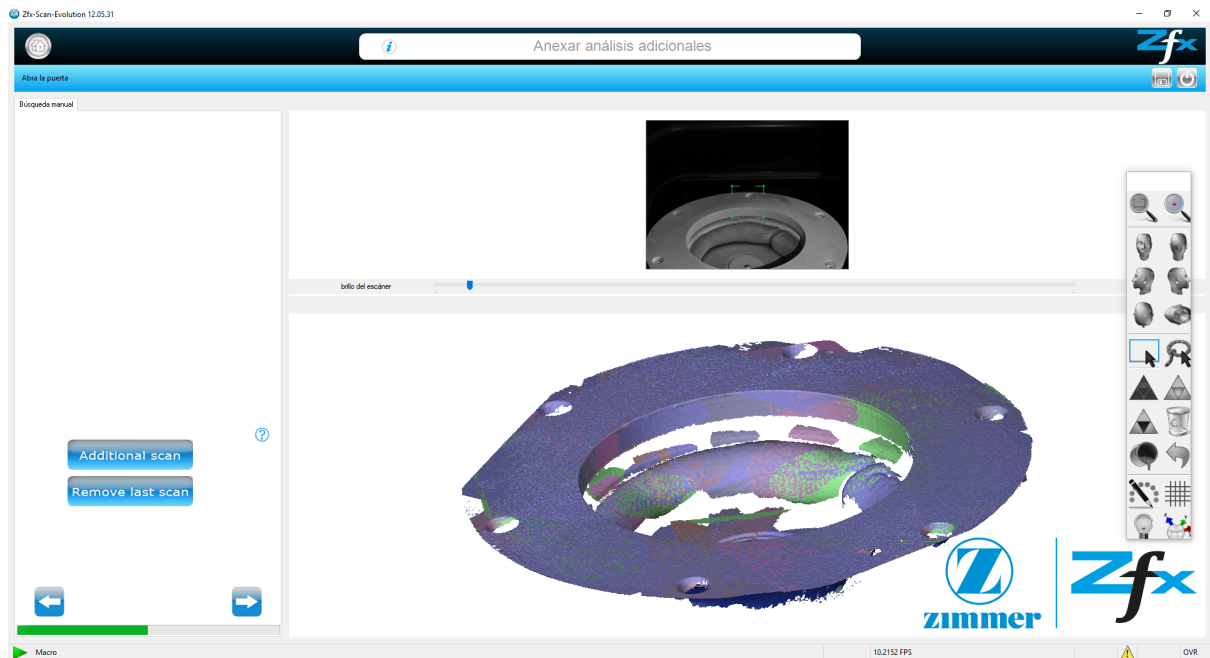 Zfx-Scan-Evolution 12.05.31
Anexar análisis adicionales
Zfx
Abra la puerta
Búsqueda manual
brillo del escáner
Additional scan
Remove last scan
zimmer
Zfx
Macro
10.2152 FPS
OVR